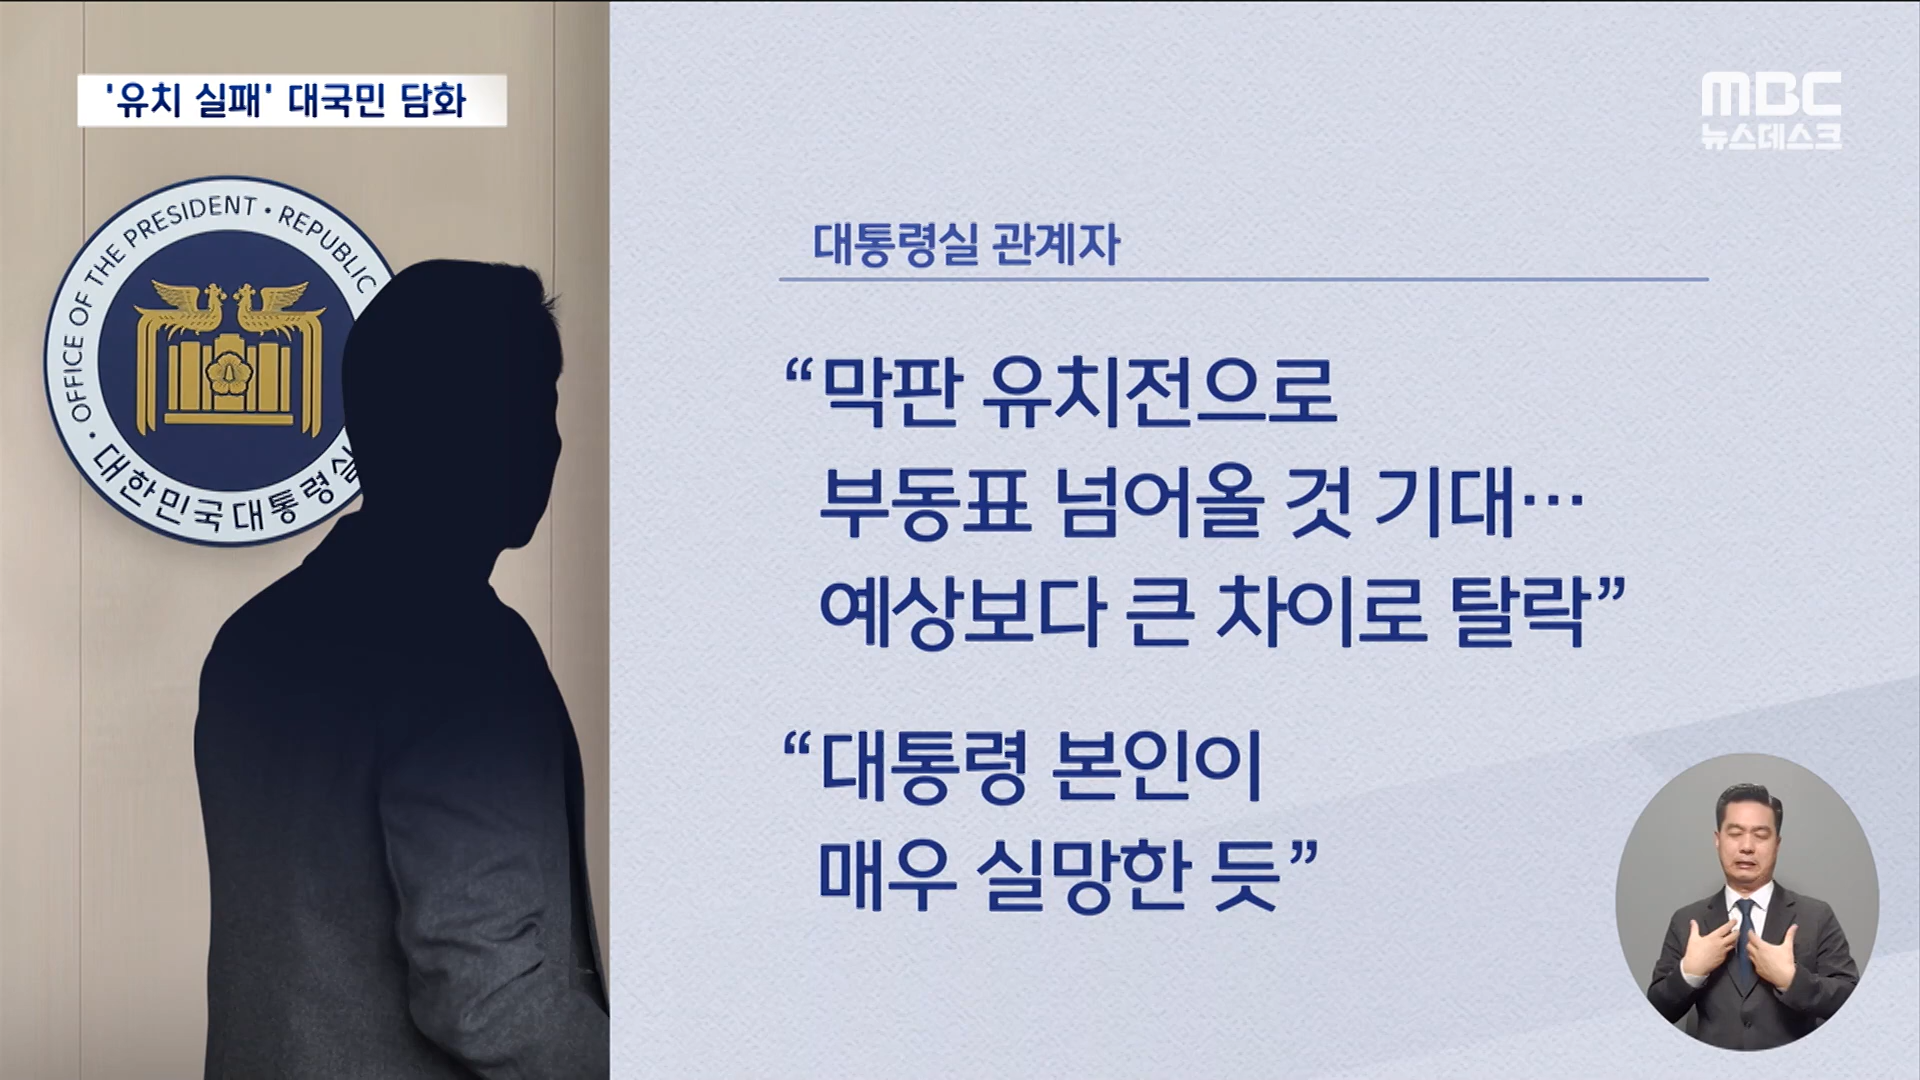 '유치 실패' 대국민 담화
MBC
뉴스데스크
OFFICE OF THE PRESIDENT · REPUBLIC
대한민국대통령실
대통령실 관계자
“막판 유치전으로
부동표 넘어올 것 기대…
예상보다 큰 차이로 탈락”
“대통령 본인이
매우 실망한 듯”